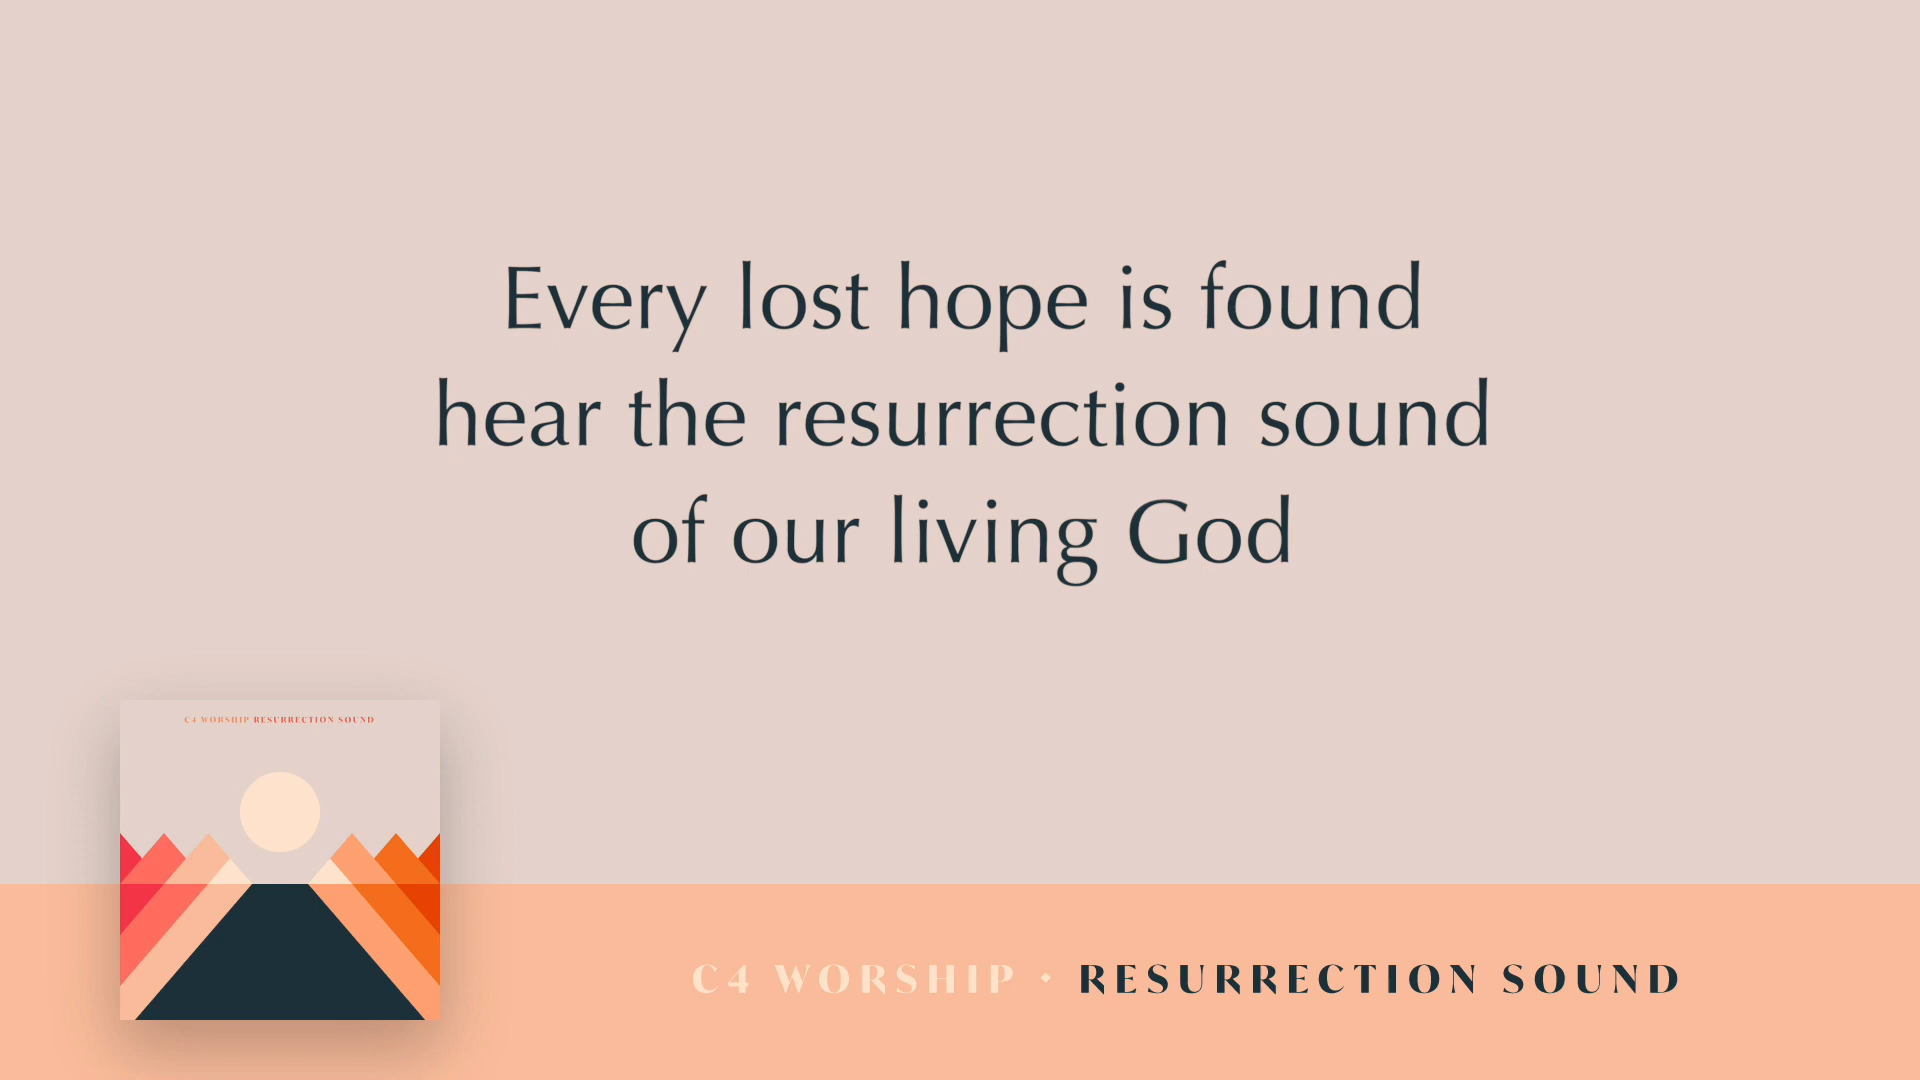 Every lost hope is found
hear the resurrection sound
of our living God
C4 WORSHIP RESURRECTION SOUND
C4 WORSHIP • RESURRECTION SOUND